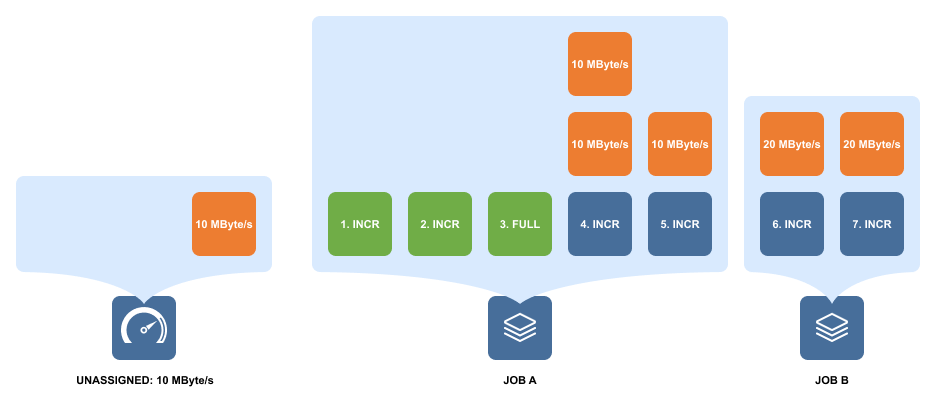 10 MByte/s
10 MByte/s
10 MByte/s
20 MByte/s
20 MByte/s
10 MByte/s
1. INCR
2. INCR
3. FULL
4. INCR
5. INCR
6. INCR
7. INCR
UNASSIGNED: 10 MByte/s
JOB A
JOB B